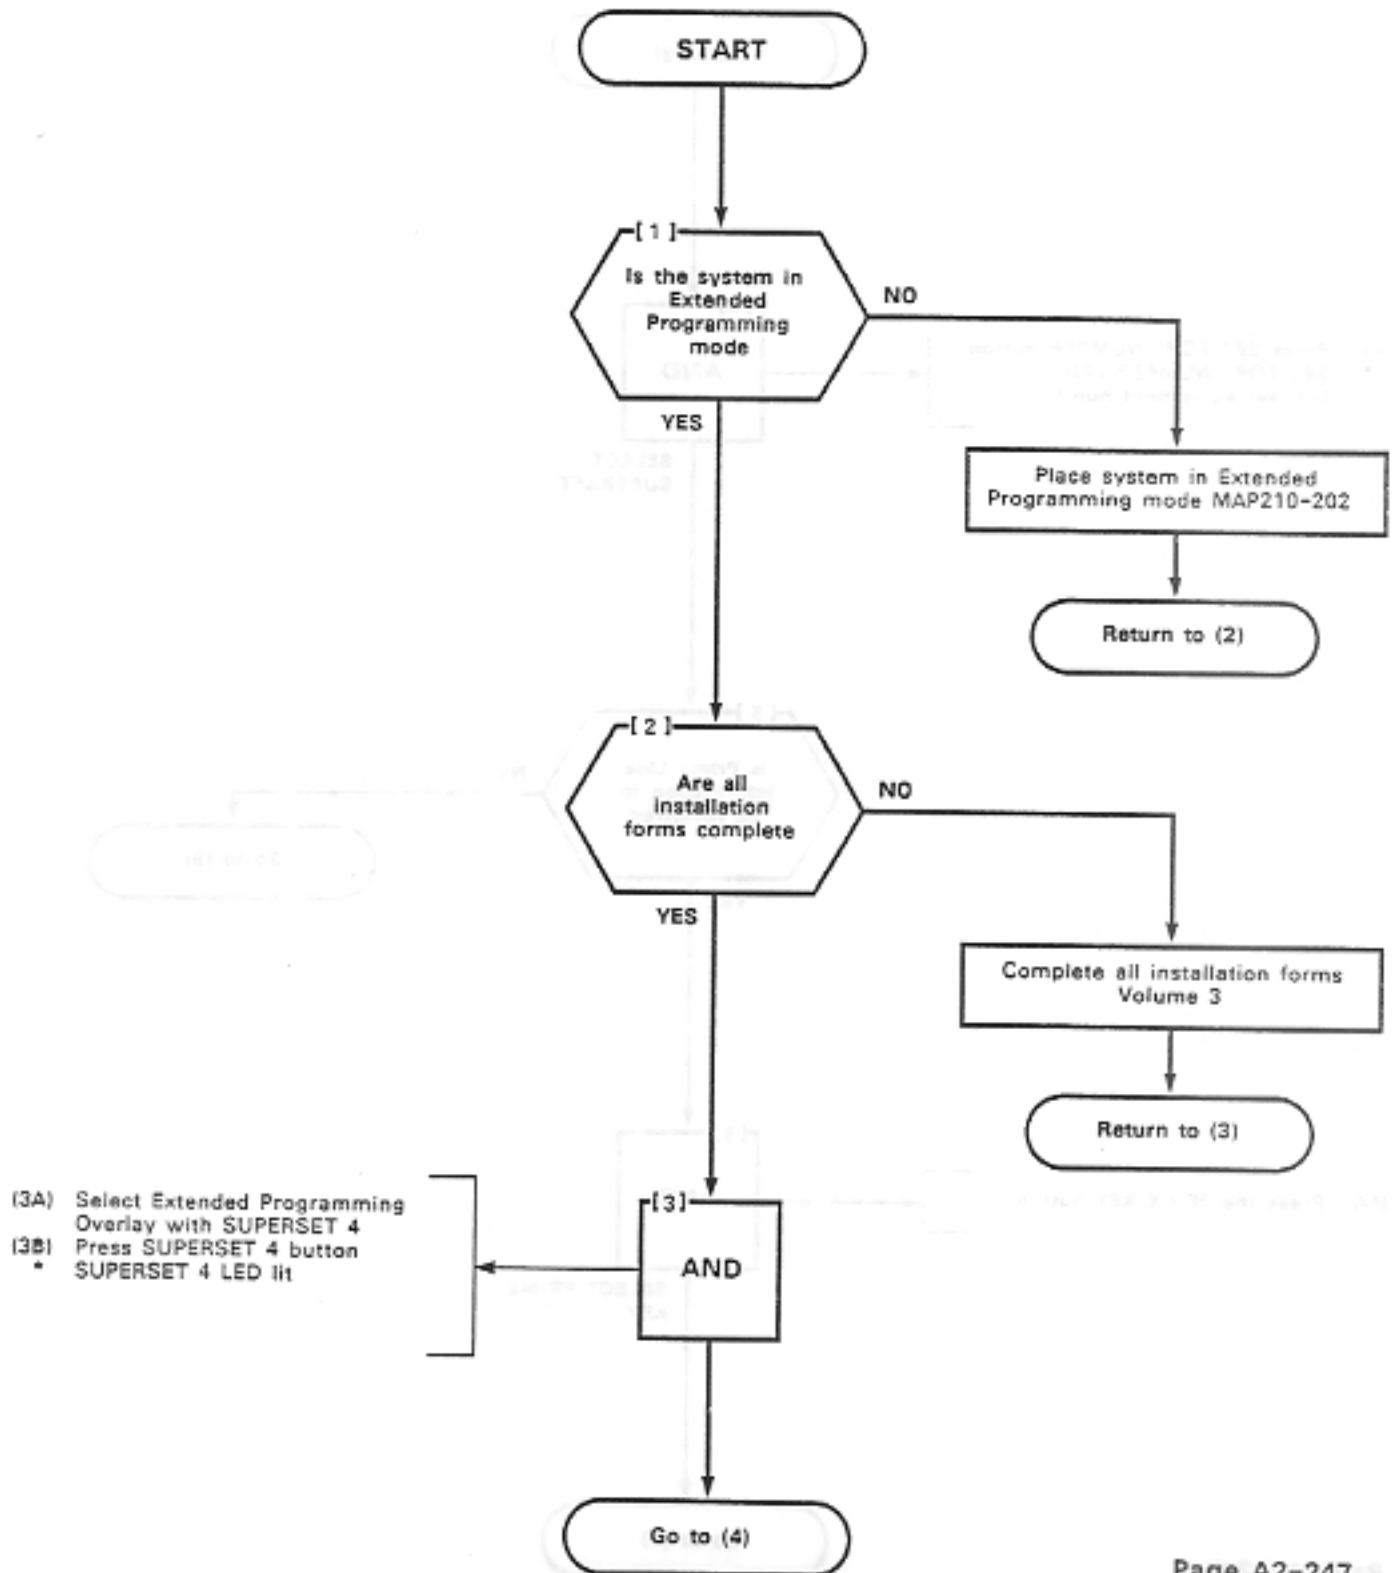 START
[ 1 ]
Is the system in
Extended
Programming
mode
NO
YES
Place system in Extended
Programming mode MAP210-202
Return to (2)
[ 2 ]
Are all
installation
forms complete
NO
YES
Complete all installation forms
Volume 3
Return to (3)
(3A) Select Extended Programming
Overlay with SUPERSET 4
(3B) Press SUPERSET 4 button
* SUPERSET 4 LED lit
[3]
AND
Go to (4)
Page A2-247